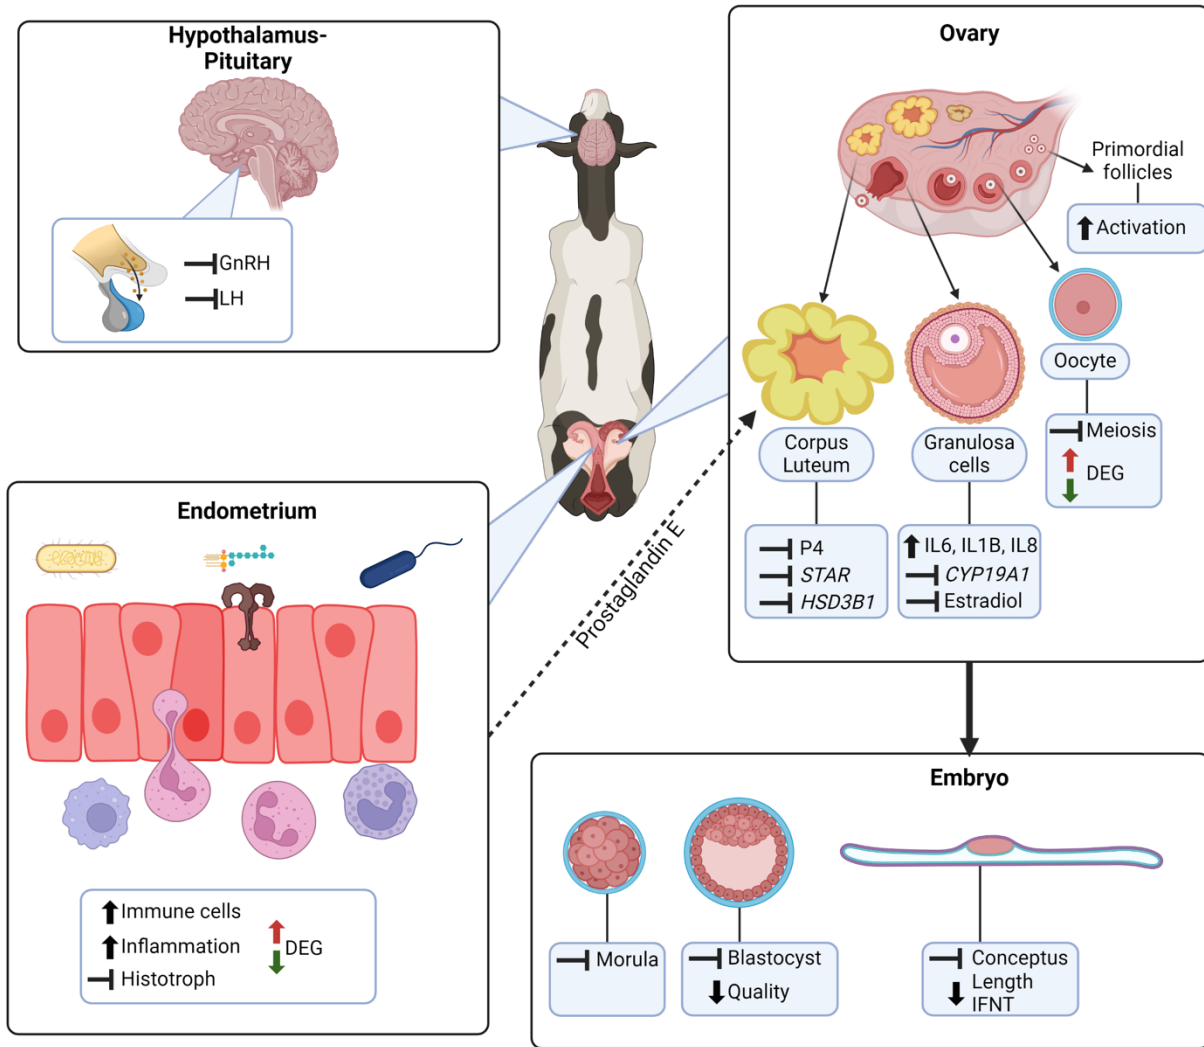 Hypothalamus-
Pituitary
GnRH
LH
Ovary
Primordial
follicles
Activation
Oocyte
Meiosis
DEG
Corpus
Luteum
P4
STAR
HSD3B1
Granulosa
cells
IL6, IL1B, IL8
CYP19A1
Estradiol
Prostaglandin E
Endometrium
Immune cells
Inflammation
Histotroph
DEG
Embryo
Morula
Blastocyst
Quality
Conceptus
Length
IFNT